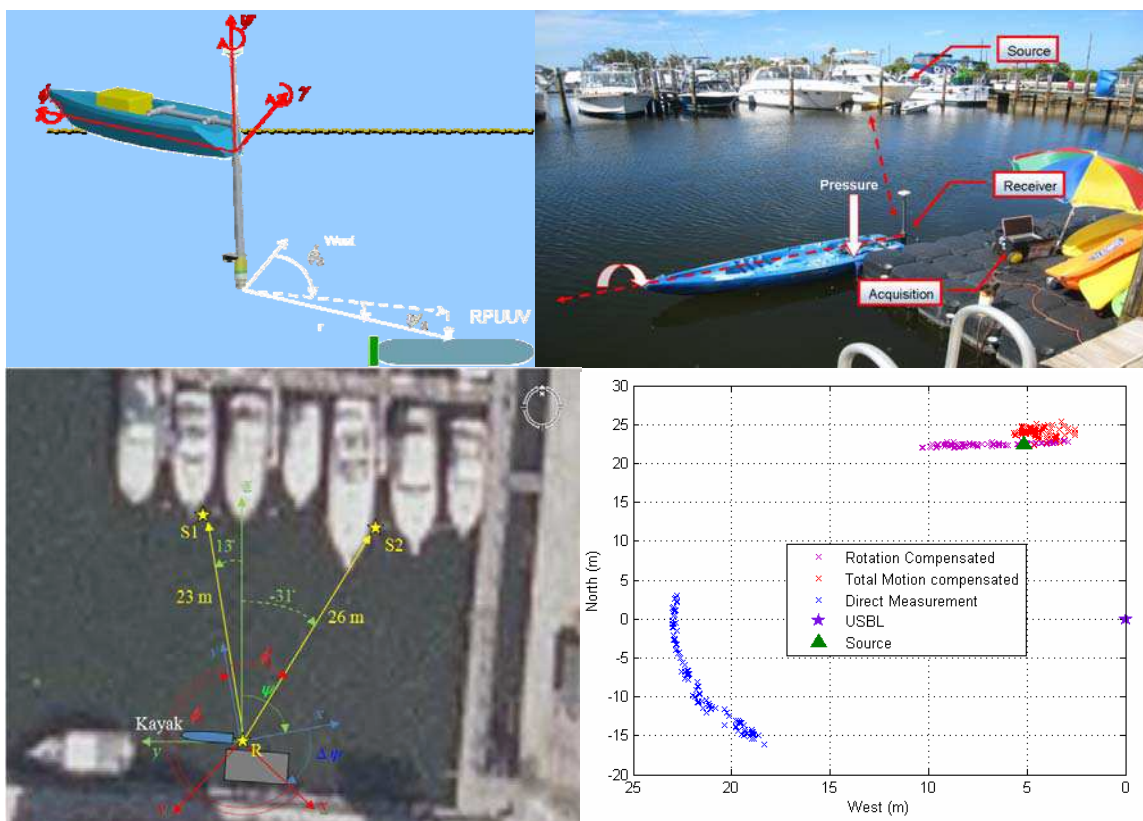 ψ
ϕ
γ
West
r
RPUUV
Source
Pressure
Receiver
Acquisition
S1
13°
S2
-31°
23 m
26 m
ϕ
ψ
x
Kayak
R
y
Δψ
y
x
30
25
20
15
10
5
0
-5
-10
-15
-20
North (m)
Rotation Compensated
Total Motion compensated
Direct Measurement
USBL
Source
25
20
15
10
5
0
West (m)